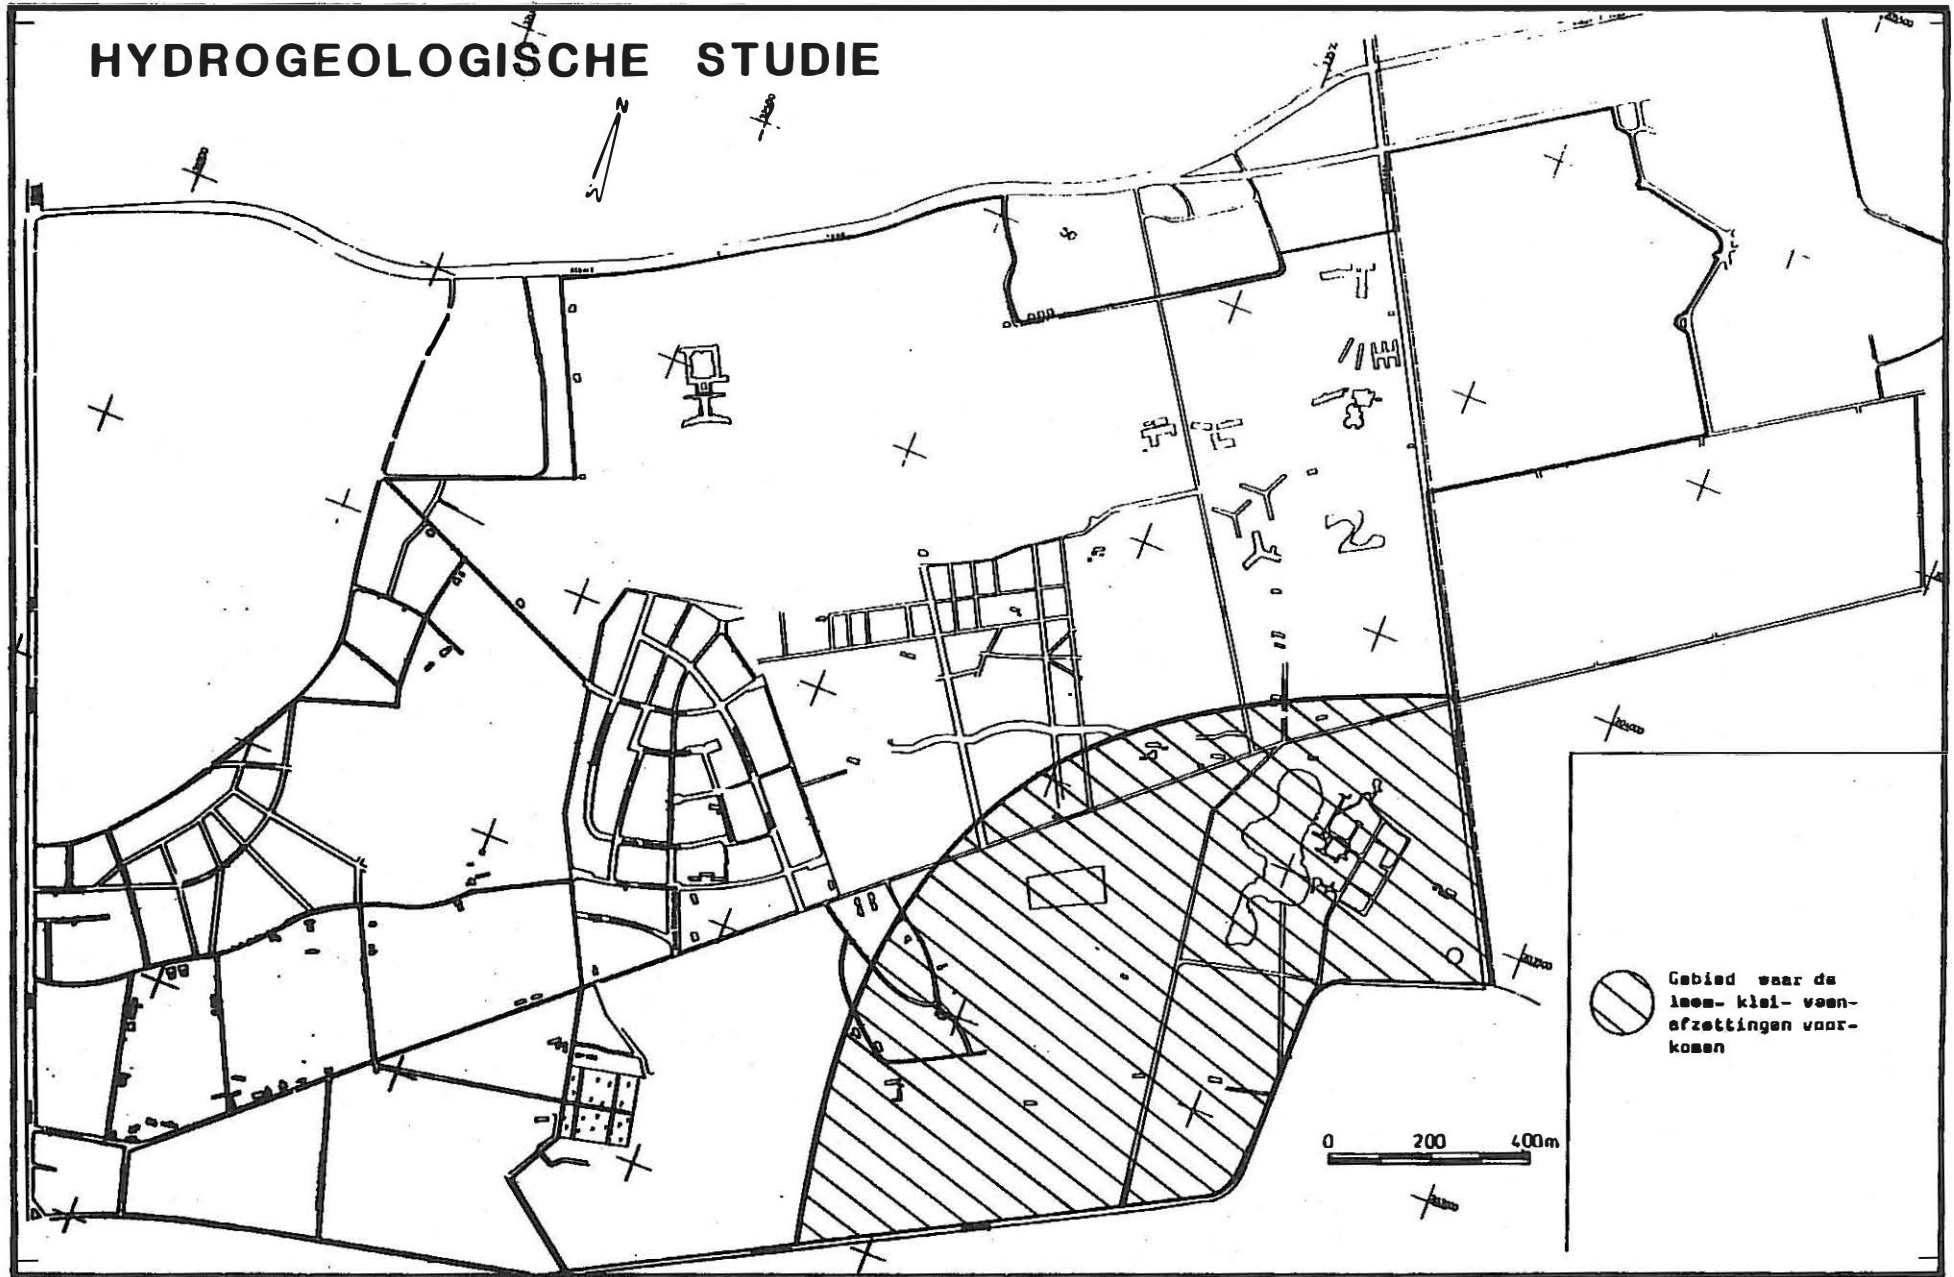 HYDROGEOLOGISCHE STUDIE
N
Gebied waar de
leem- klei- veen-
afzettingen voor-
komen
0 200 400m